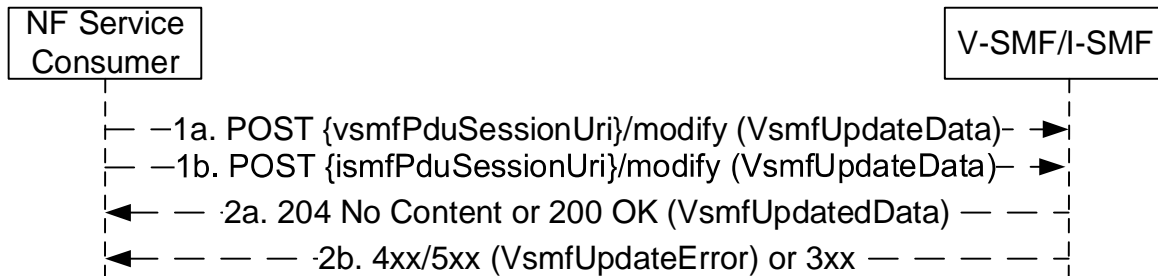 NF Service
Consumer
V-SMF/I-SMF
1a. POST {vsmfPduSessionUri}/modify (VsmfUpdateData)
1b. POST {ismfPduSessionUri}/modify (VsmfUpdateData)
2a. 204 No Content or 200 OK (VsmfUpdatedData)
2b. 4xx/5xx (VsmfUpdateError) or 3xx